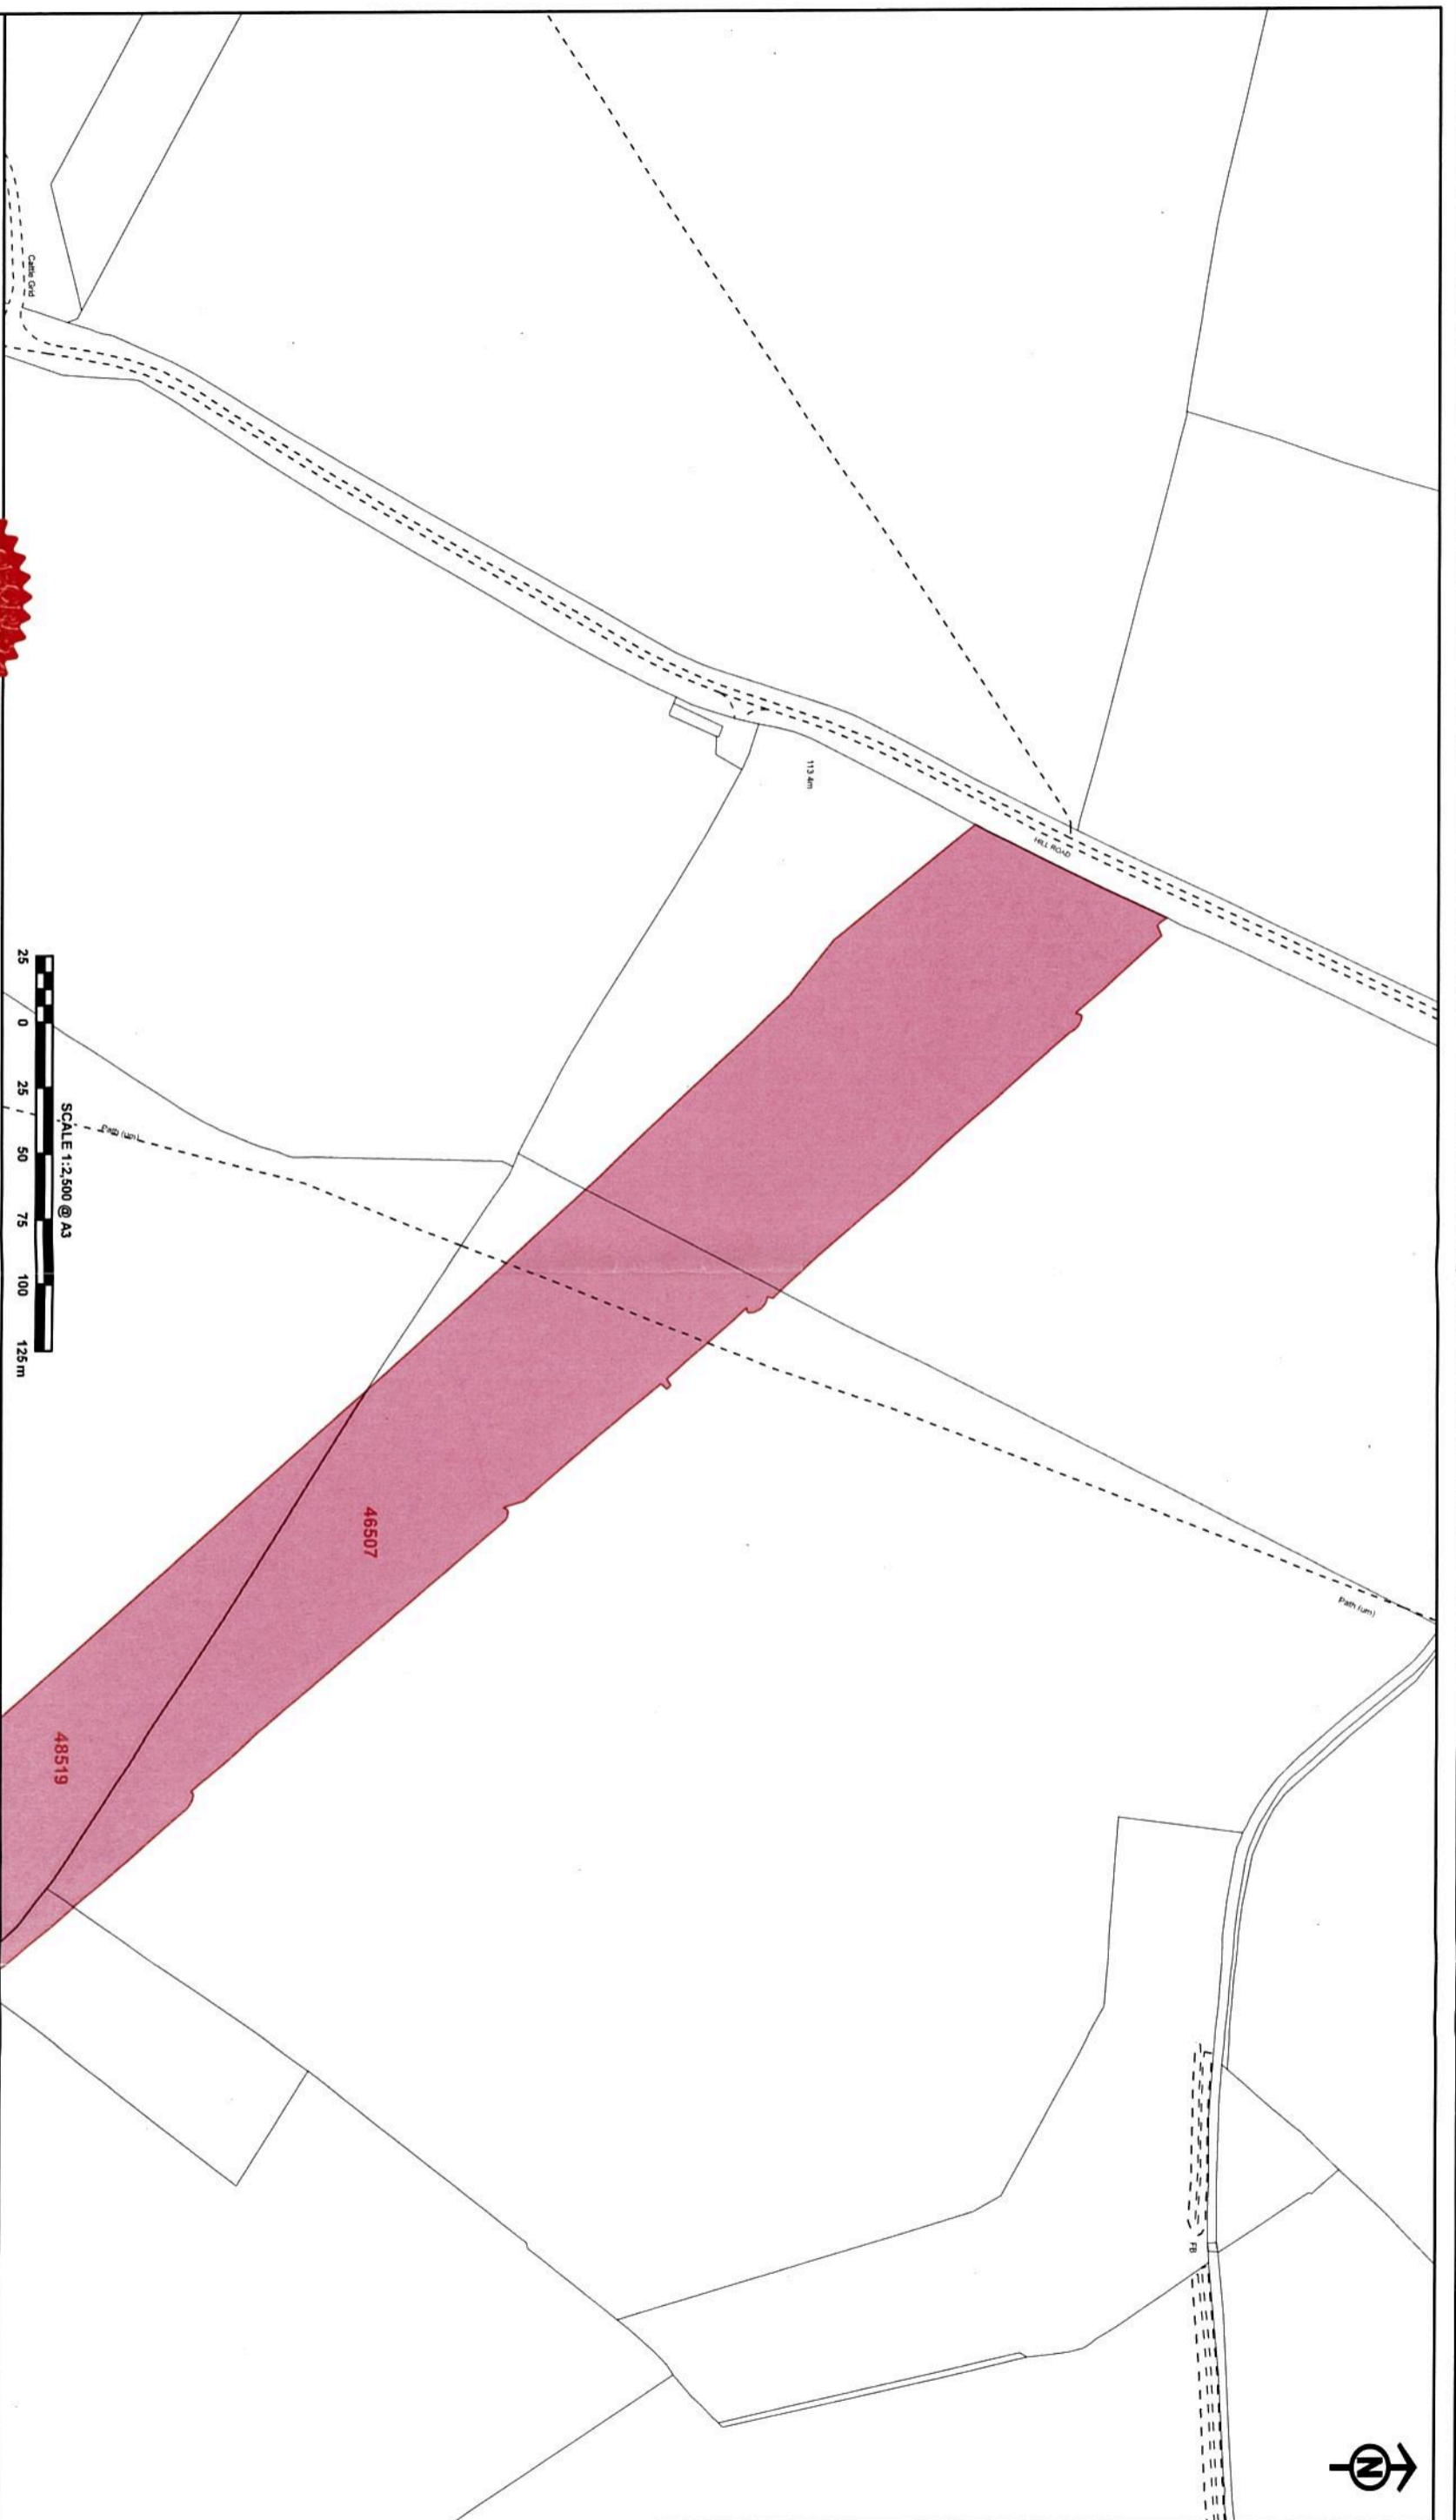 Cattle Grid
113.4m
HILL ROAD
Path (um)
Path (um)
46507
48519
FB
N
SCALE 1:2,500 @ A3
25 0 25 50 75 100 125m